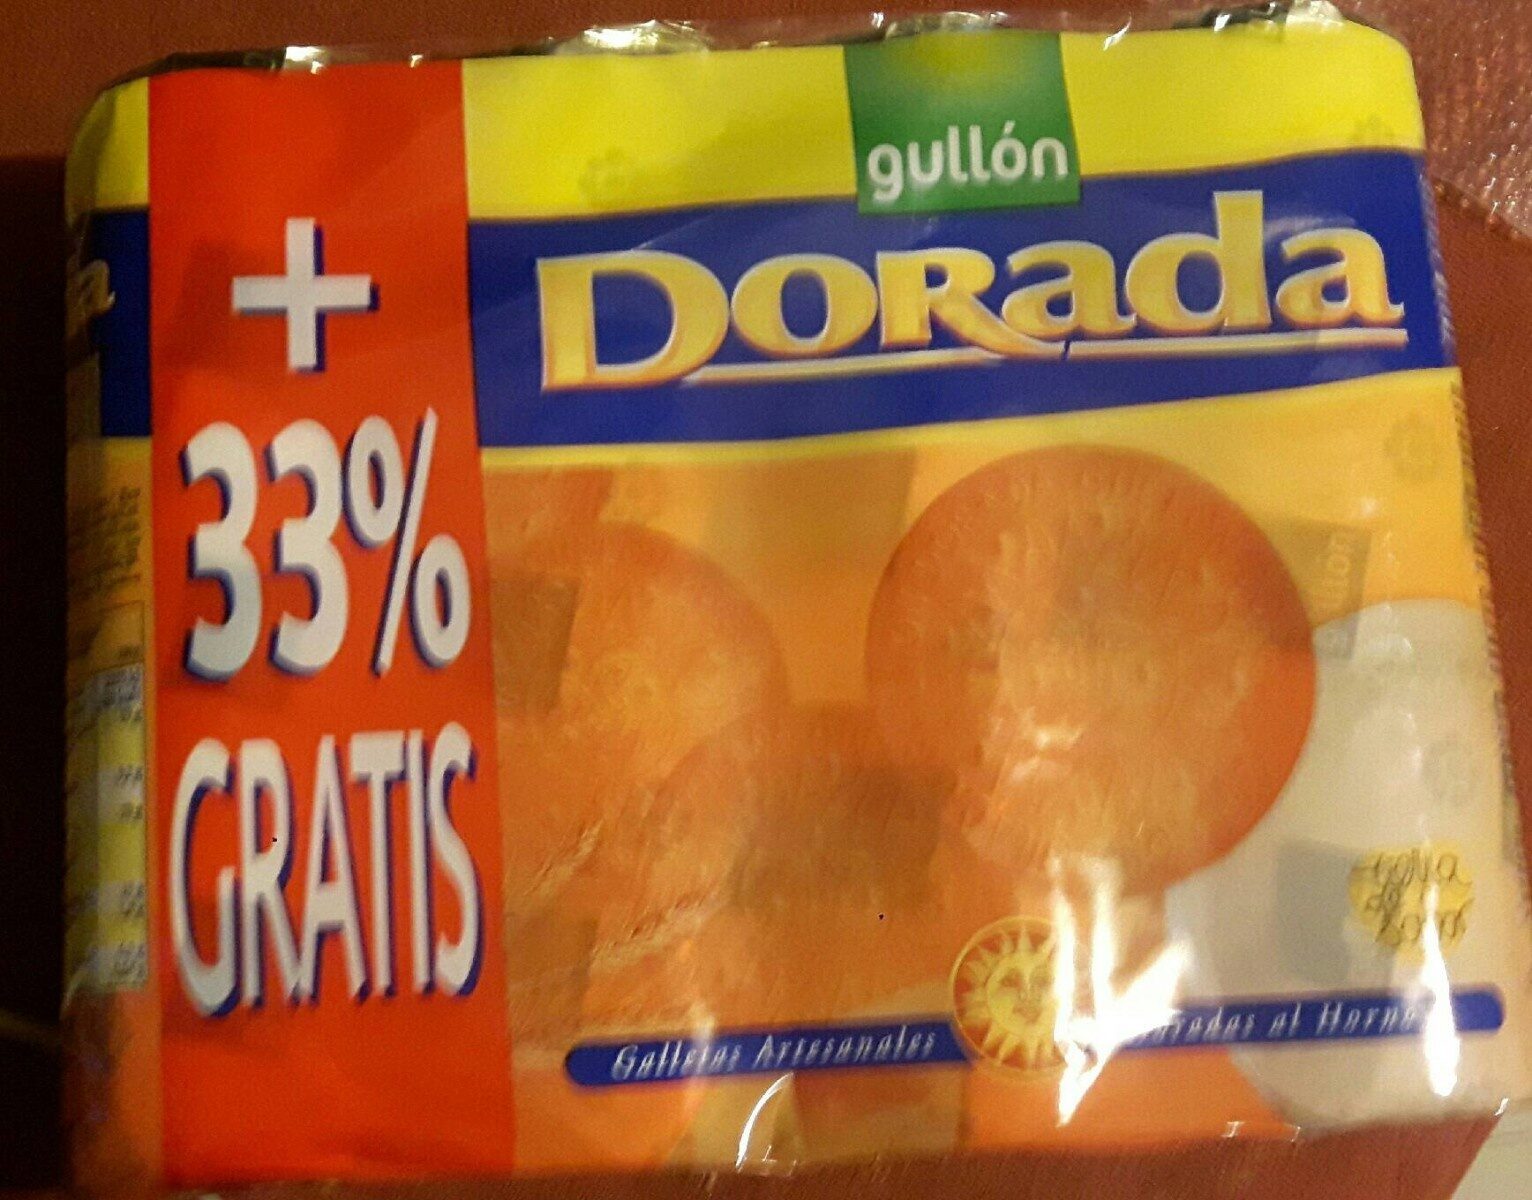 gullón
DORada
+
33%
GRATIS
Galletas Artesanales
al Horno